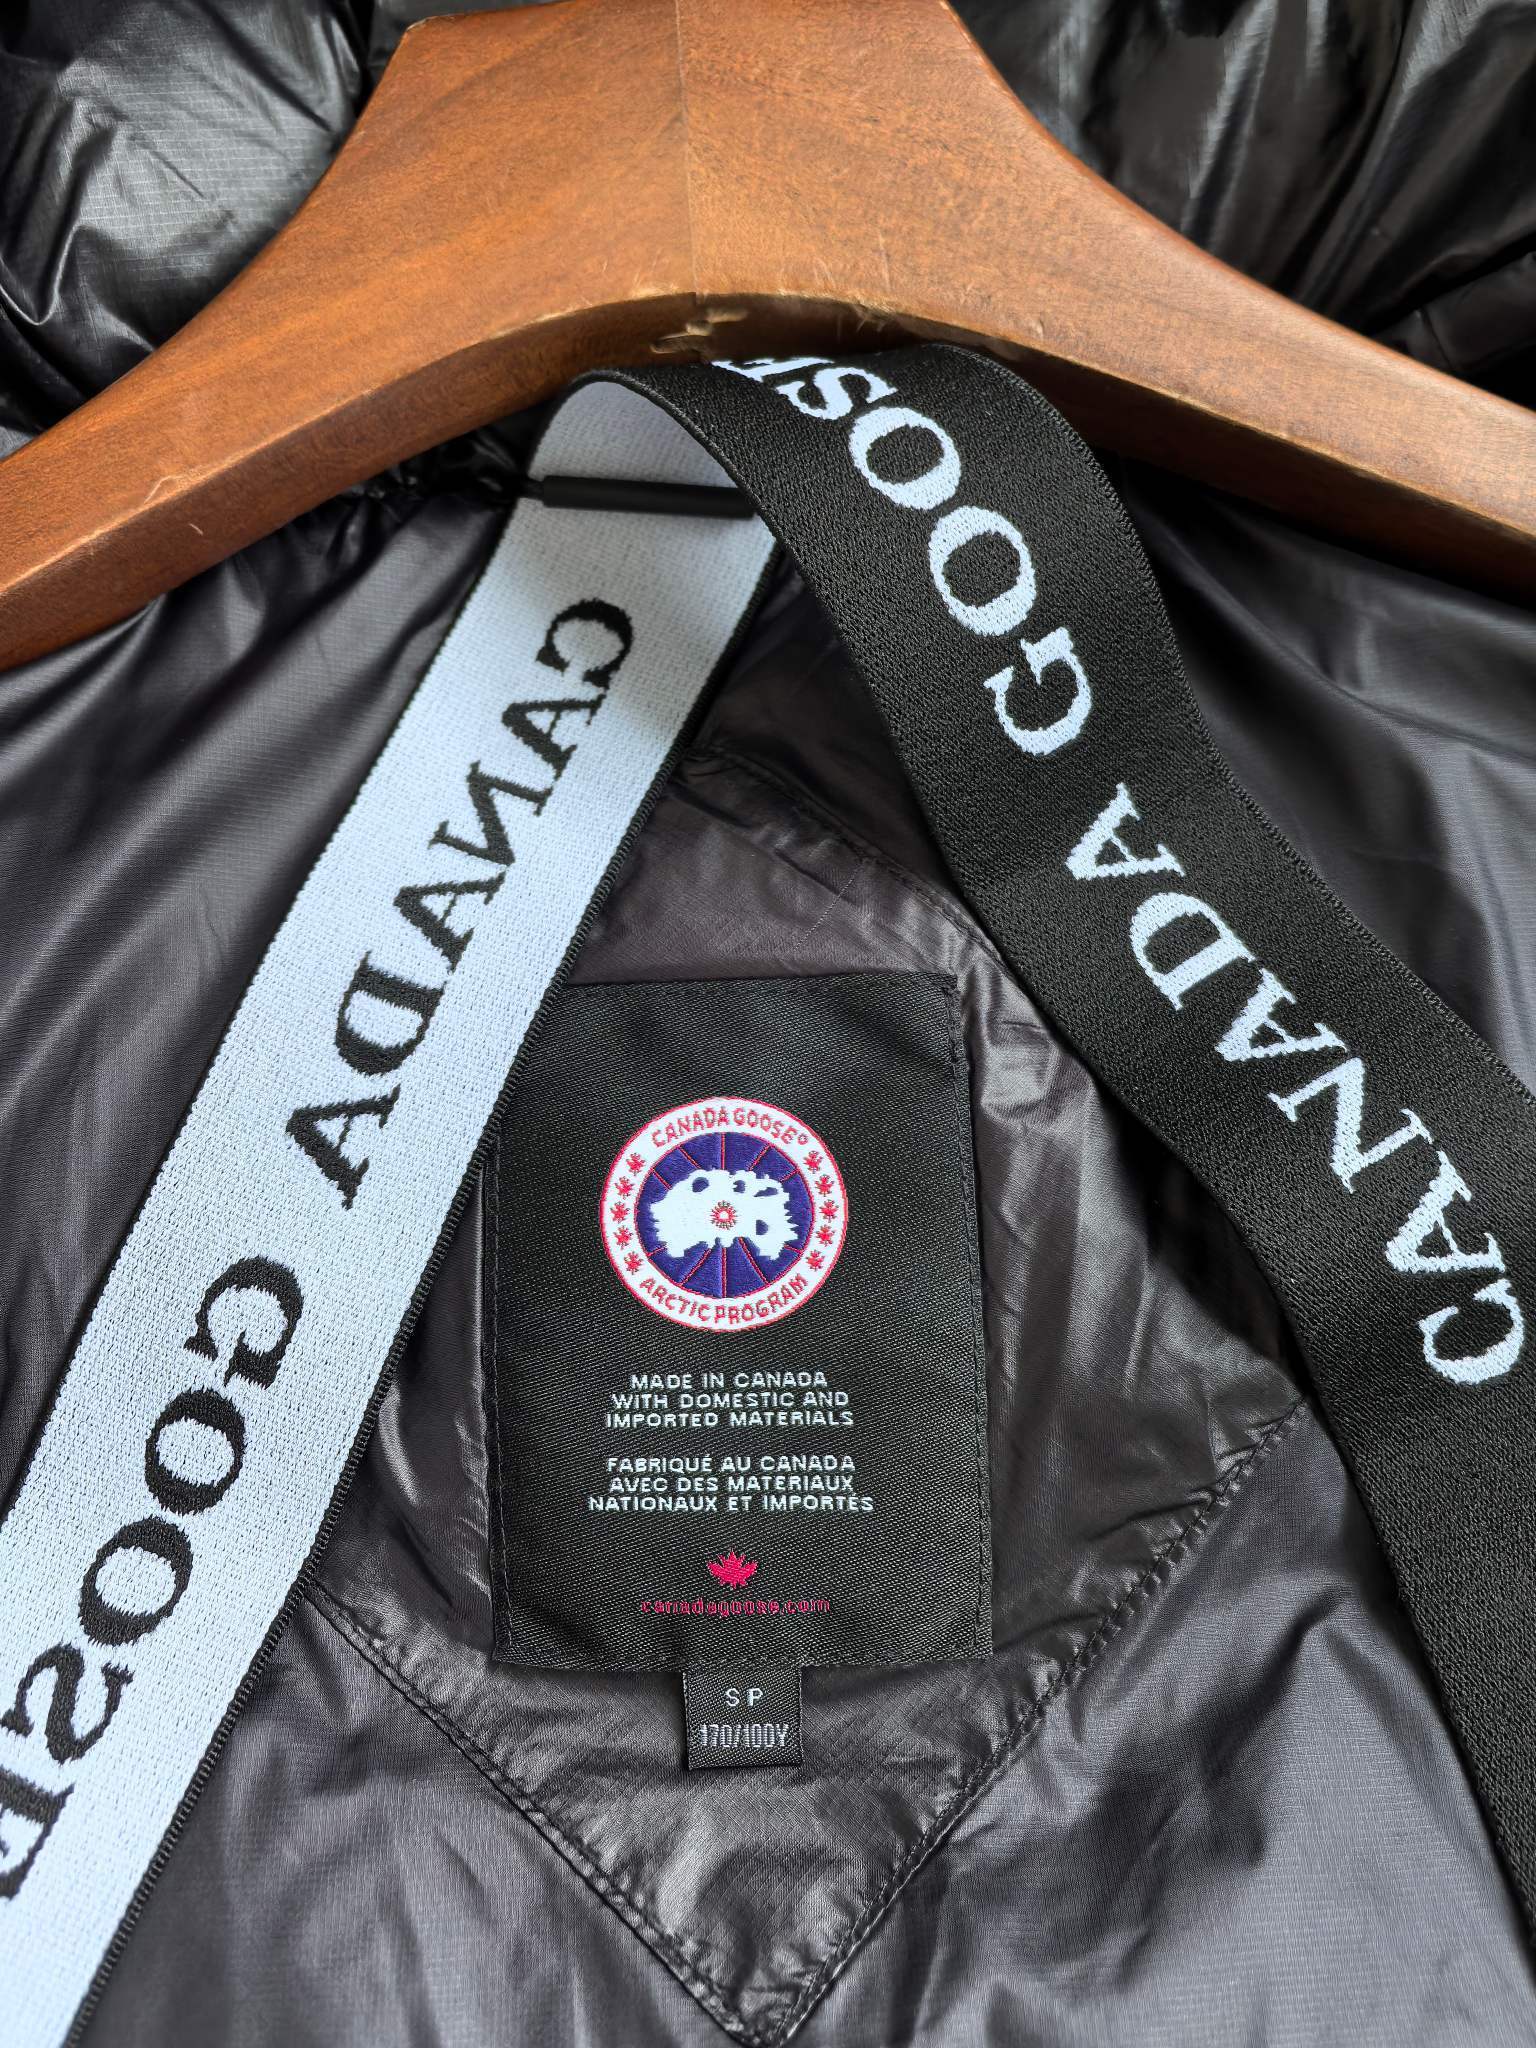 CANADA GOOSE
CANADA GOOSE
CANADA GOOSE®
ARCTIC PROGRAM
MADE IN CANADA
WITH DOMESTIC AND
IMPORTED MATERIALS
FABRIQUÉ AU CANADA
AVEC DES MATERIAUX
NATIONAUX ET IMPORTÉS
canadagoose.com
SP
170/100Y